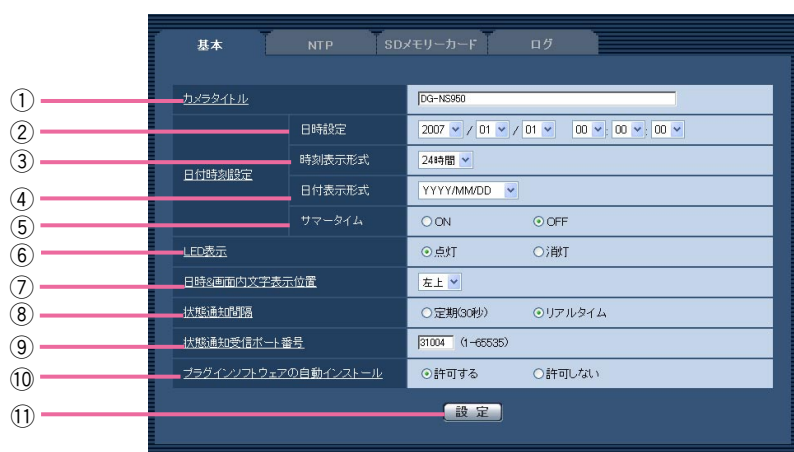 基本 NTP SDメモリーカード ログ
① カメラタイトル DG-NS950
② 日時設定 2007 / 01 / 01 00 : 00 : 00
③ 時刻表示形式 24時間
日付時刻設定
④ 日付表示形式 YYYY/MM/DD
⑤ サマータイム ON OFF
⑥ LED表示 点灯 消灯
⑦ 日時&画面内文字表示位置 左上
⑧ 状態通知間隔 定期(30秒) リアルタイム
⑨ 状態通知受信ポート番号 31004 (1-65535)
⑩ プラグインソフトウェアの自動インストール 許可する 許可しない
⑪ 設 定